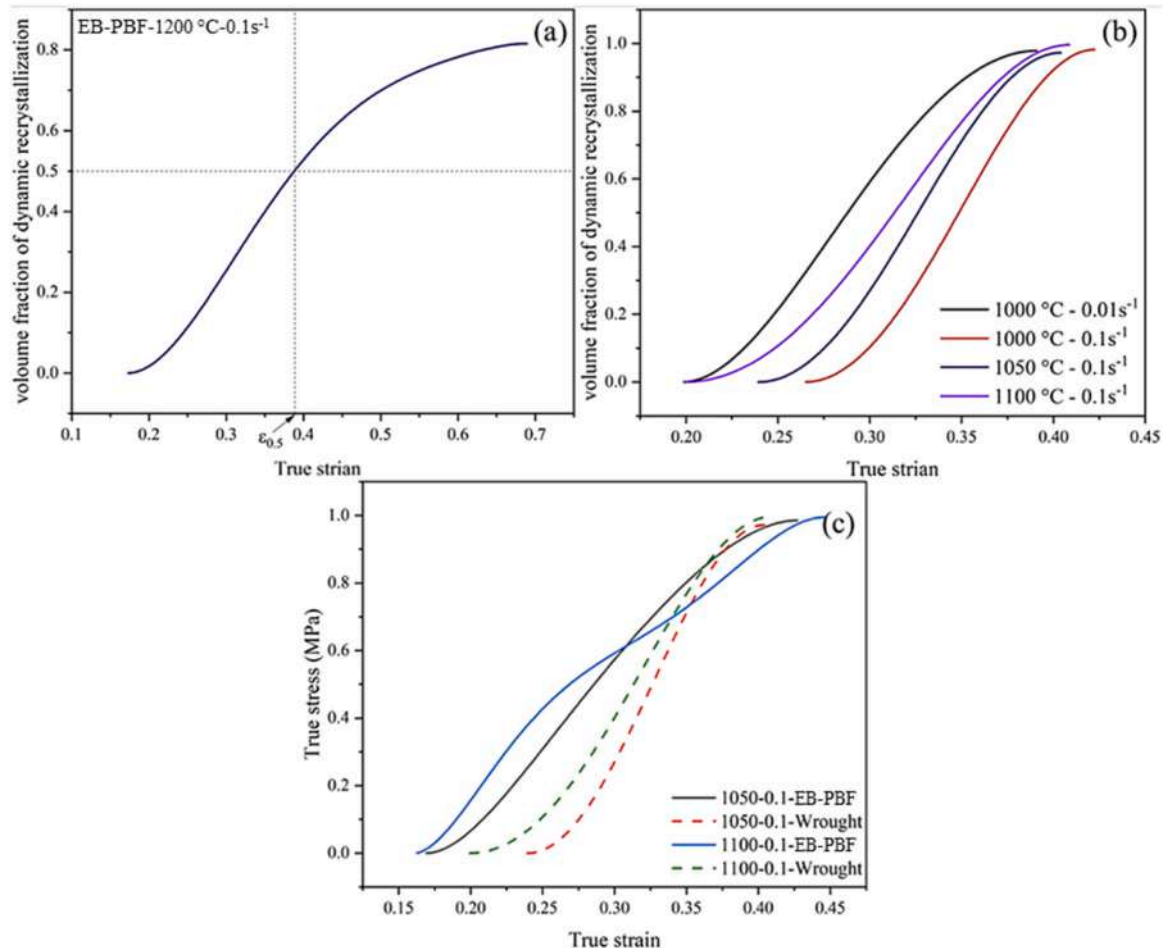 EB-PBF-1200 °C-0.1s⁻¹
(a)
voloume fraction of dynamic recrystallization
0.8
0.6
0.5
0.4
0.2
0.0
0.1
0.2
0.3
0.4
0.5
0.6
0.7
ε0.5
True strian
(b)
volume fraction of dynamic recrystallization
1.0
0.8
0.6
0.4
0.2
0.0
1000 °C - 0.01s⁻¹
1000 °C - 0.1s⁻¹
1050 °C - 0.1s⁻¹
1100 °C - 0.1s⁻¹
0.20
0.25
0.30
0.35
0.40
0.45
True strian
(c)
True stress (MPa)
1.0
0.8
0.6
0.4
0.2
0.0
1050-0.1-EB-PBF
1050-0.1-Wrought
1100-0.1-EB-PBF
1100-0.1-Wrought
0.15
0.20
0.25
0.30
0.35
0.40
0.45
True strain